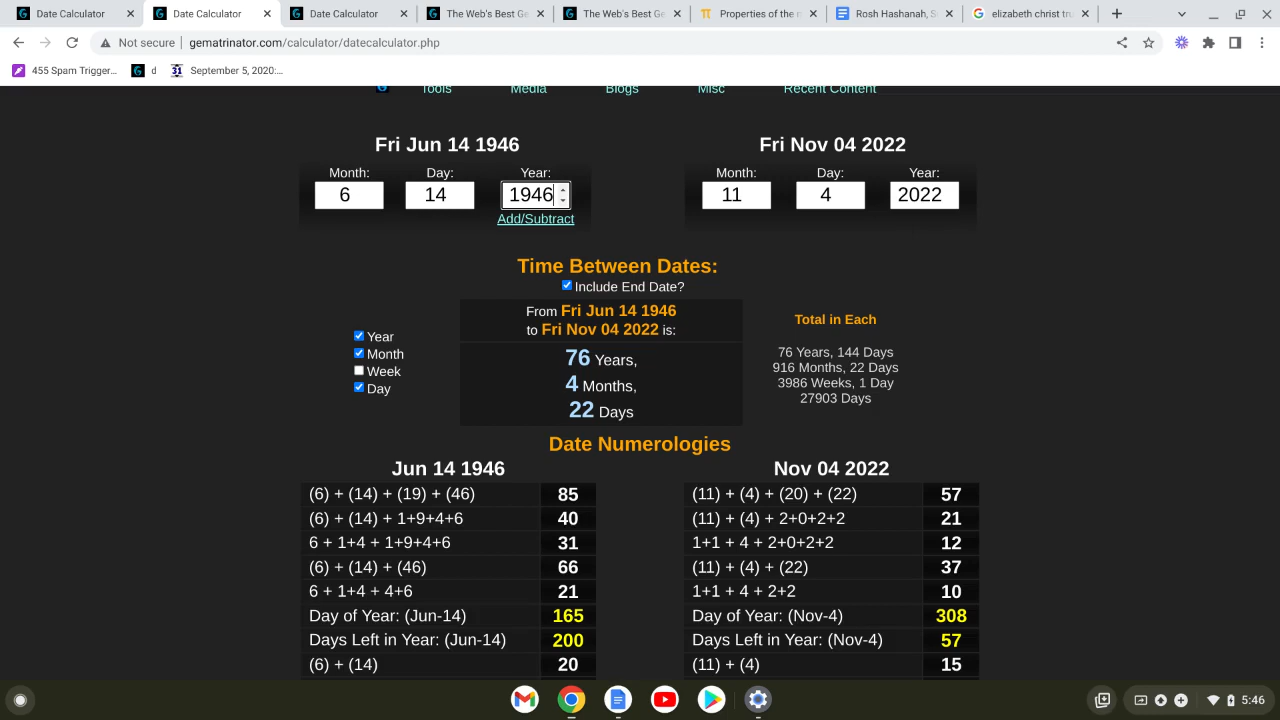 Date Calculator
Date Calculator
Date Calculator
The Web's Best Ge
The Web's Best Ge
Properties of the n
Rosh Hashanah, S
elizabeth christ tru
Not secure | gematrinator.com/calculator/datecalculator.php
455 Spam Trigger...
d
September 5, 2020:...
Tools Media Blogs Misc Recent Content
Fri Jun 14 1946
Month: Day: Year:
6 14 1946
Add/Subtract
Fri Nov 04 2022
Month: Day: Year:
11 4 2022
Time Between Dates:
Include End Date?
Year
Month
Week
Day
From Fri Jun 14 1946
to Fri Nov 04 2022 is:
76 Years,
4 Months,
22 Days
Total in Each
76 Years, 144 Days
916 Months, 22 Days
3986 Weeks, 1 Day
27903 Days
Date Numerologies
Jun 14 1946
(6) + (14) + (19) + (46) 85
(6) + (14) + 1+9+4+6 40
6 + 1+4 + 1+9+4+6 31
(6) + (14) + (46) 66
6 + 1+4 + 4+6 21
Day of Year: (Jun-14) 165
Days Left in Year: (Jun-14) 200
(6) + (14) 20
Nov 04 2022
(11) + (4) + (20) + (22) 57
(11) + (4) + 2+0+2+2 21
1+1 + 4 + 2+0+2+2 12
(11) + (4) + (22) 37
1+1 + 4 + 2+2 10
Day of Year: (Nov-4) 308
Days Left in Year: (Nov-4) 57
(11) + (4) 15
5:46